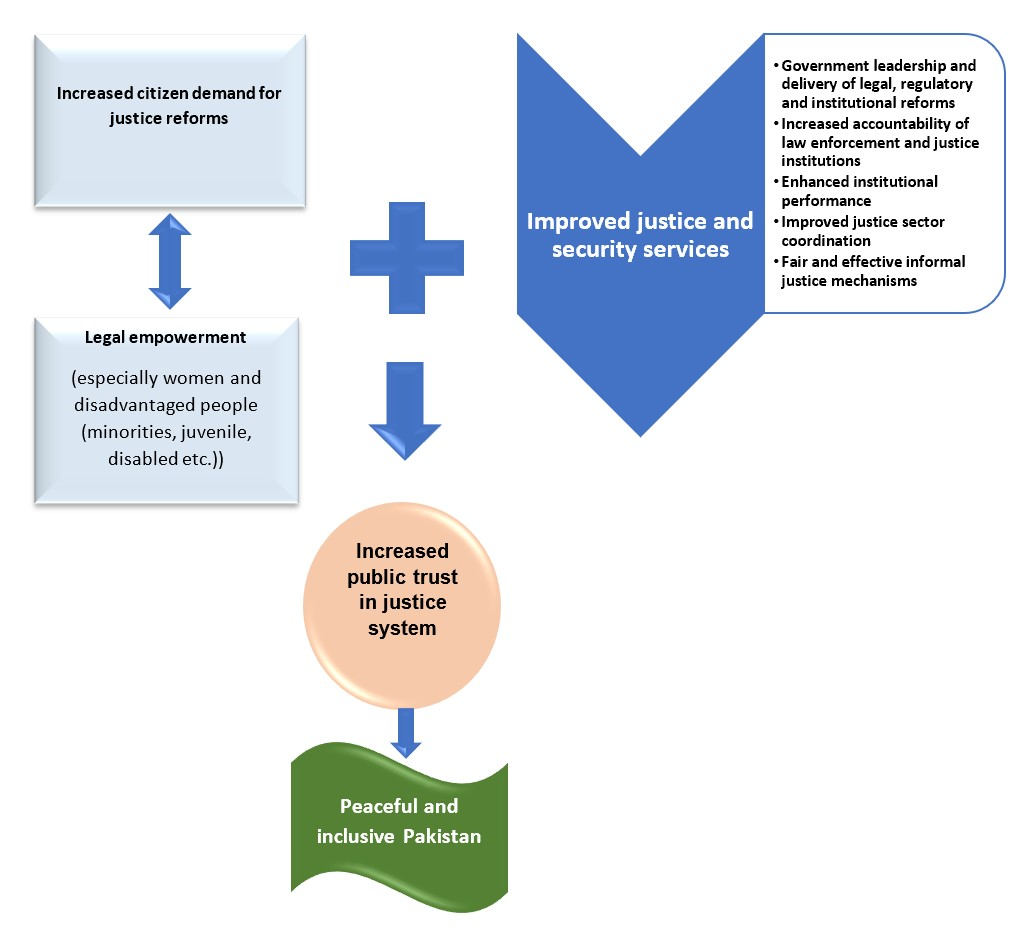 Increased citizen demand for
justice reforms
Legal empowerment
(especially women and
disadvantaged people
(minorities, juvenile,
disabled etc.))
Improved justice and
security services
• Government leadership and
delivery of legal, regulatory
and institutional reforms
• Increased accountability of
law enforcement and justice
institutions
• Enhanced institutional
performance
• Improved justice sector
coordination
• Fair and effective informal
justice mechanisms
Increased
public trust
in justice
system
Peaceful and
inclusive Pakistan